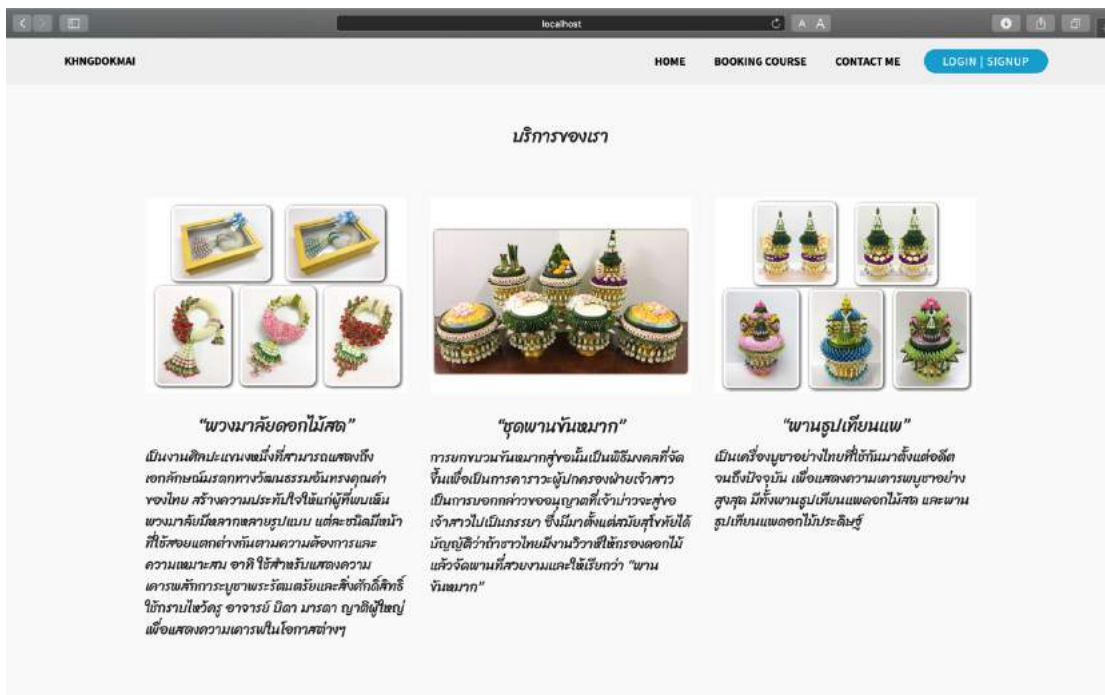 localhost
A A
KHNGDOKMAI
HOME
BOOKING COURSE
CONTACT ME
LOGIN | SIGNUP
บริการของเรา
“พวงมาลัยดอกไม้สด”
เป็นงานศิลปะแขนงหนึ่งที่สามารถแสดงถึง
เอกลักษณ์มรดกทางวัฒนธรรมอันทรงคุณค่า
ของไทย สร้างความประทับใจให้แก่ผู้ที่พบเห็น
พวงมาลัยมีหลากหลายรูปแบบ แต่ละชนิดมีหน้า
ที่ใช้สอยแตกต่างกันตามความต้องการและ
ความเหมาะสม อาทิ ใช้สำหรับแสดงความ
เคารพสักการะบูชาพระรัตนตรัยและสิ่งศักดิ์สิทธิ์
ใช้กราบไหว้ครู อาจารย์ บิดา มารดา ญาติผู้ใหญ่
เพื่อแสดงความเคารพในโอกาสต่างๆ
“ชุดพานขันหมาก”
การยกขบวนขันหมากสู่ขอนั้นเป็นพิธีมงคลที่จัด
ขึ้นเพื่อเป็นการคาราวะผู้ปกครองฝ่ายเจ้าสาว
เป็นการบอกกล่าวขออนุญาตที่เจ้าบ่าวจะสู่ขอ
เจ้าสาวไปเป็นภรรยา ซึ่งมีมาตั้งแต่สมัยสุโขทัยได้
บัญญัติว่าถ้าชาวไทยมีงานวิวาห์ให้กรองดอกไม้
แล้วจัดพานที่สวยงามและให้เรียกว่า “พาน
ขันหมาก”
“พานธูปเทียนแพ”
เป็นเครื่องบูชาอย่างไทยที่ใช้กันมาตั้งแต่อดีต
จนถึงปัจจุบัน เพื่อแสดงความเคารพบูชาอย่าง
สูงสุด มีทั้งพานธูปเทียนแพดอกไม้สด และพาน
ธูปเทียนแพดอกไม้ประดิษฐ์